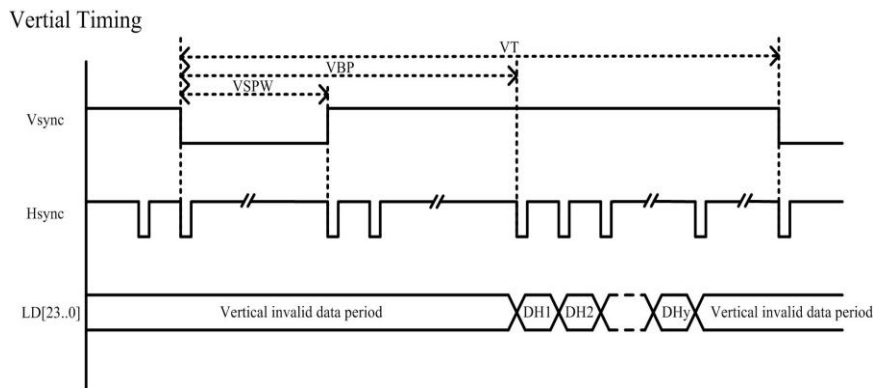 Vertial Timing
VT
VBP
VSPW
Vsync
Hsync
LD[23..0] Vertical invalid data period DH1 DH2 DHy Vertical invalid data period